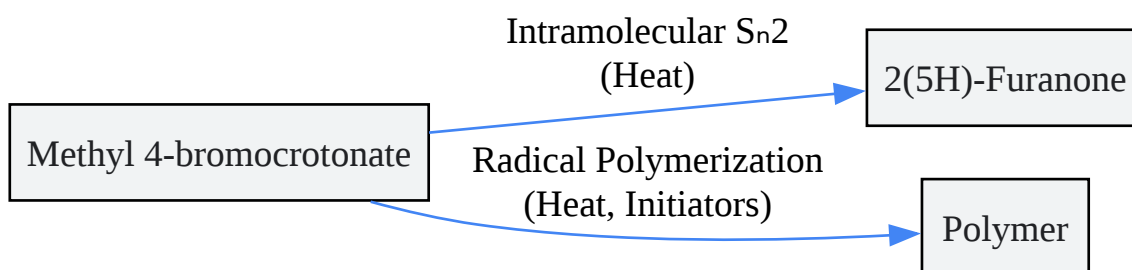 Intramolecular Sₙ2
(Heat)
2(5H)-Furanone
Methyl 4-bromocrotonate
Radical Polymerization
(Heat, Initiators)
Polymer